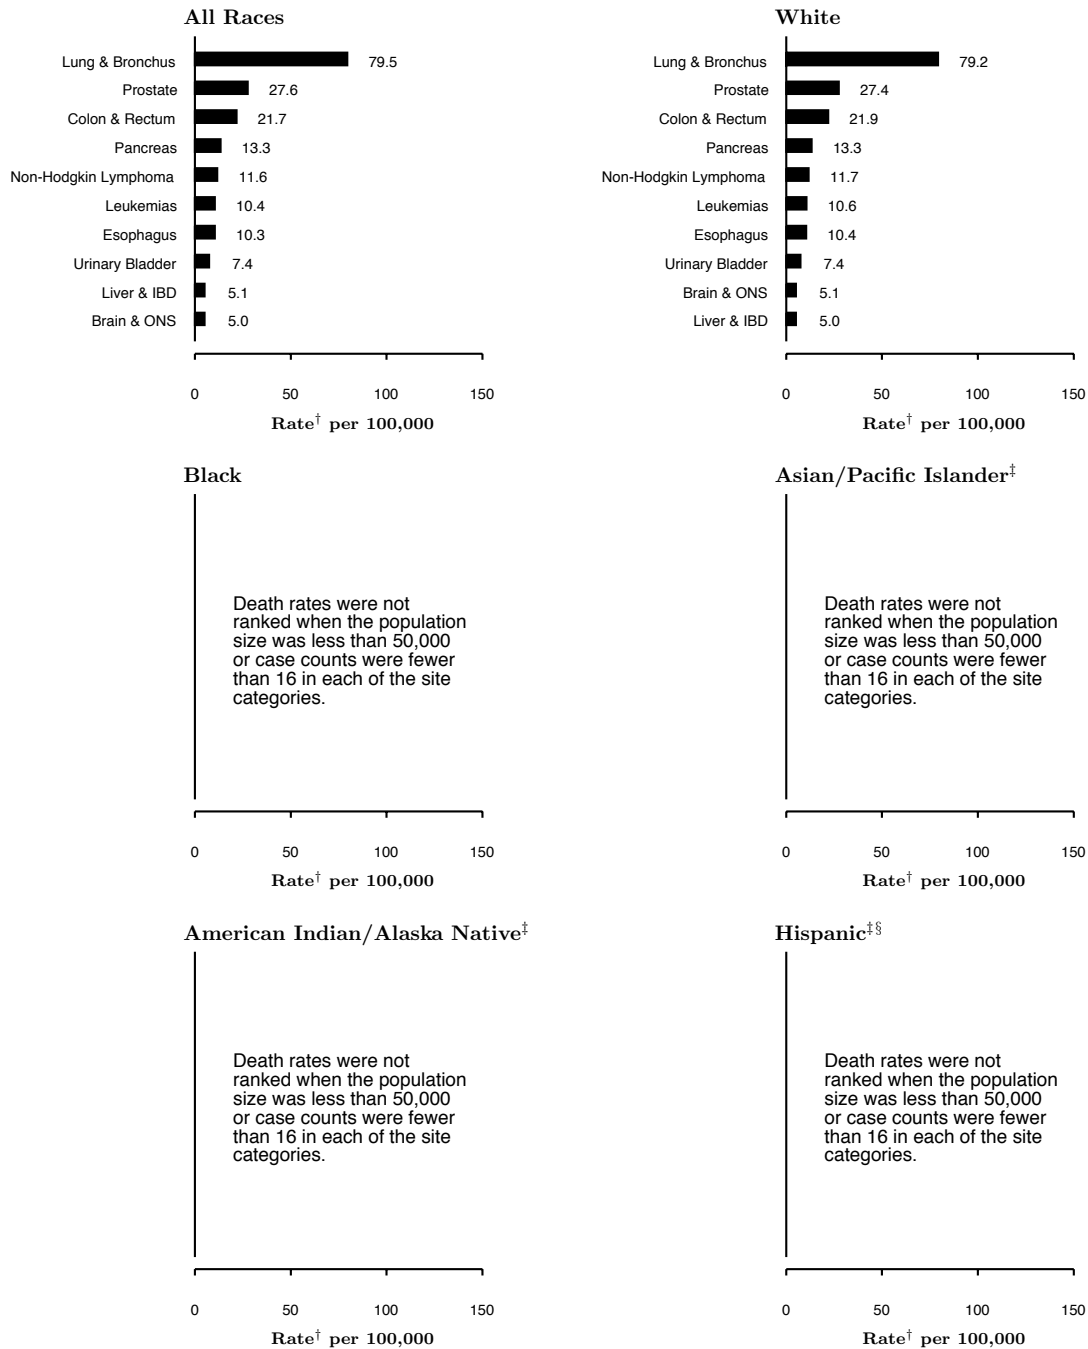 All Races
Lung & Bronchus 79.5
Prostate 27.6
Colon & Rectum 21.7
Pancreas 13.3
Non-Hodgkin Lymphoma 11.6
Leukemias 10.4
Esophagus 10.3
Urinary Bladder 7.4
Liver & IBD 5.1
Brain & ONS 5.0
0 50 100 150
Rate† per 100,000
White
Lung & Bronchus 79.2
Prostate 27.4
Colon & Rectum 21.9
Pancreas 13.3
Non-Hodgkin Lymphoma 11.7
Leukemias 10.6
Esophagus 10.4
Urinary Bladder 7.4
Brain & ONS 5.1
Liver & IBD 5.0
0 50 100 150
Rate† per 100,000
Black
Death rates were not
ranked when the population
size was less than 50,000
or case counts were fewer
than 16 in each of the site
categories.
0 50 100 150
Rate† per 100,000
Asian/Pacific Islander‡
Death rates were not
ranked when the population
size was less than 50,000
or case counts were fewer
than 16 in each of the site
categories.
0 50 100 150
Rate† per 100,000
American Indian/Alaska Native‡
Death rates were not
ranked when the population
size was less than 50,000
or case counts were fewer
than 16 in each of the site
categories.
0 50 100 150
Rate† per 100,000
Hispanic‡§
Death rates were not
ranked when the population
size was less than 50,000
or case counts were fewer
than 16 in each of the site
categories.
0 50 100 150
Rate† per 100,000